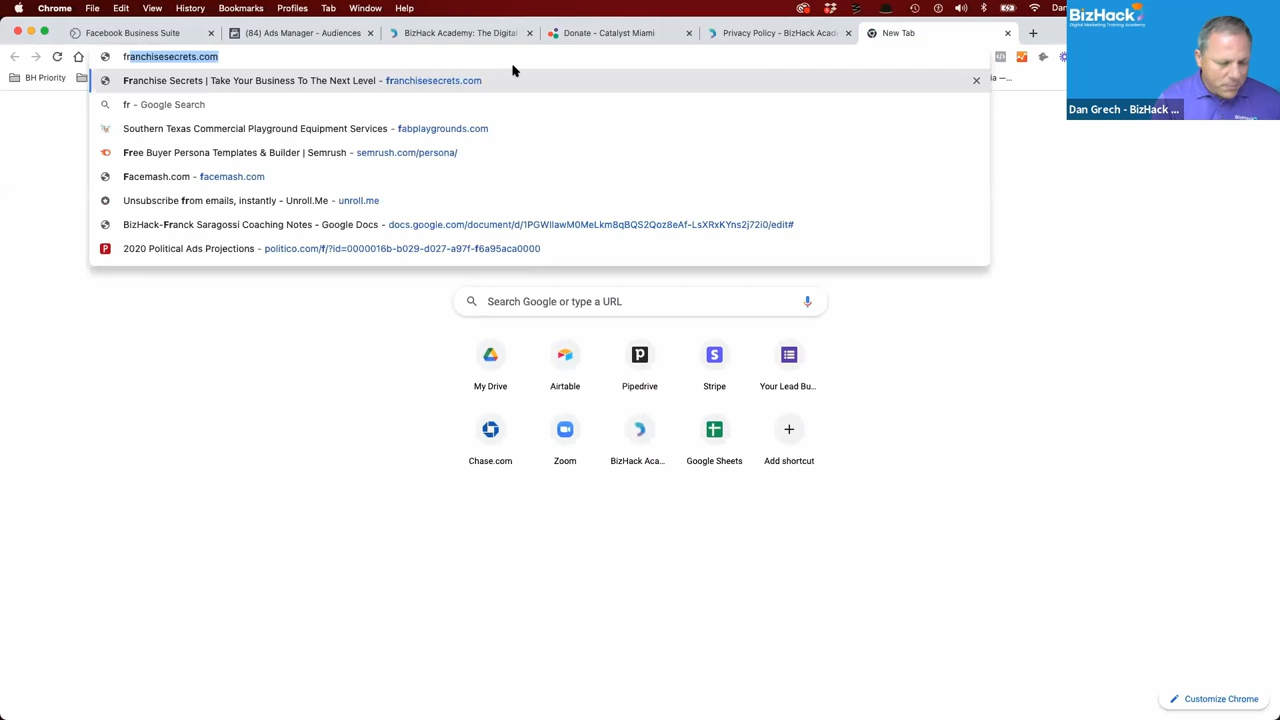 Chrome File Edit View History Bookmarks Profiles Tab Window Help
Facebook Business Suite
(84) Ads Manager - Audiences
BizHack Academy: The Digital
Donate - Catalyst Miami
Privacy Policy - BizHack Acad
New Tab
franchisesecrets.com
BH Priority
Franchise Secrets | Take Your Business To The Next Level - franchisesecrets.com
fr - Google Search
Southern Texas Commercial Playground Equipment Services - fabplaygrounds.com
Free Buyer Persona Templates & Builder | Semrush - semrush.com/persona/
Facemash.com - facemash.com
Unsubscribe from emails, instantly - Unroll.Me - unroll.me
BizHack-Franck Saragossi Coaching Notes - Google Docs - docs.google.com/document/d/1PGWIlawM0MeLkm8qBQS2Qoz8eAf-LsXRxKYns2j72i0/edit#
2020 Political Ads Projections - politico.com/f/?id=0000016b-b029-d027-a97f-f6a95aca0000
Search Google or type a URL
My Drive
Airtable
Pipedrive
Stripe
Your Lead Bu...
Chase.com
Zoom
BizHack Aca...
Google Sheets
Add shortcut
Customize Chrome
BizHack
Digital Marketing Training Academy
Dan Grech - BizHack ...